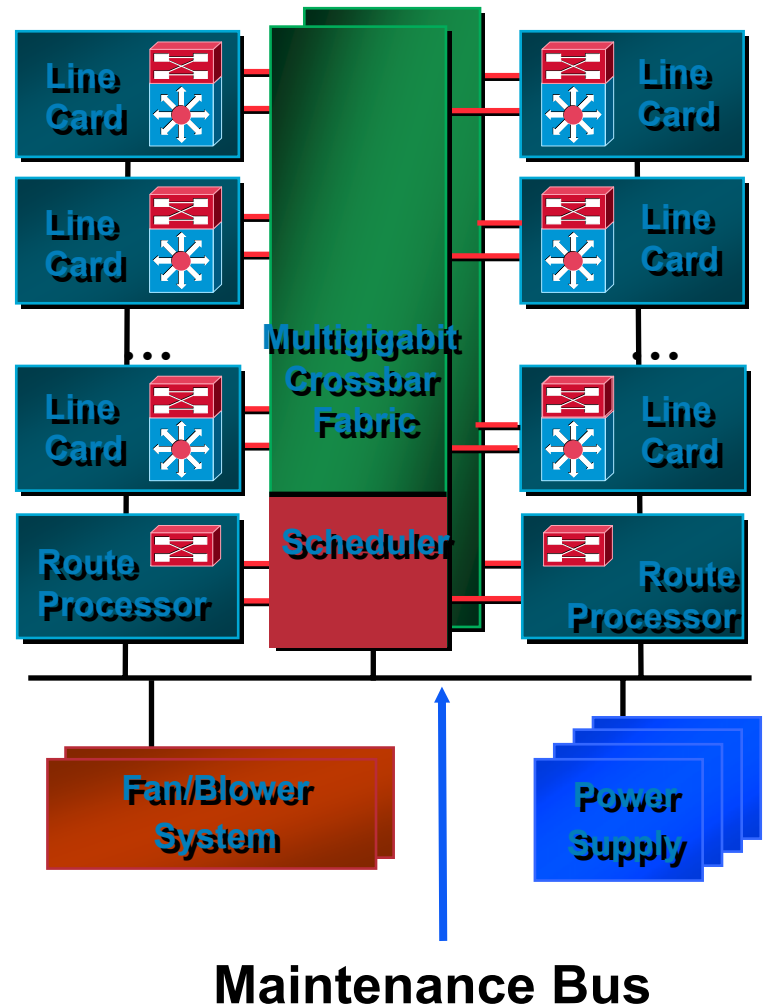 Line
Card
Line
Card
Line
Card
Line
Card
...
...
Multigigabit
Crossbar
Fabric
Line
Card
Line
Card
Scheduler
Route
Processor
Route
Processor
Fan/Blower
System
Power
Supply
Maintenance Bus